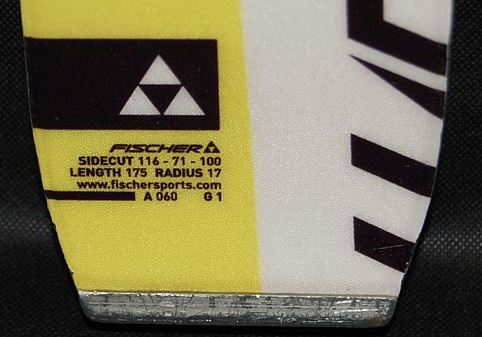 FISCHER
SIDECUT 116 - 71 - 100
LENGTH 175 RADIUS 17
www.fischersports.com
A 060 G 1